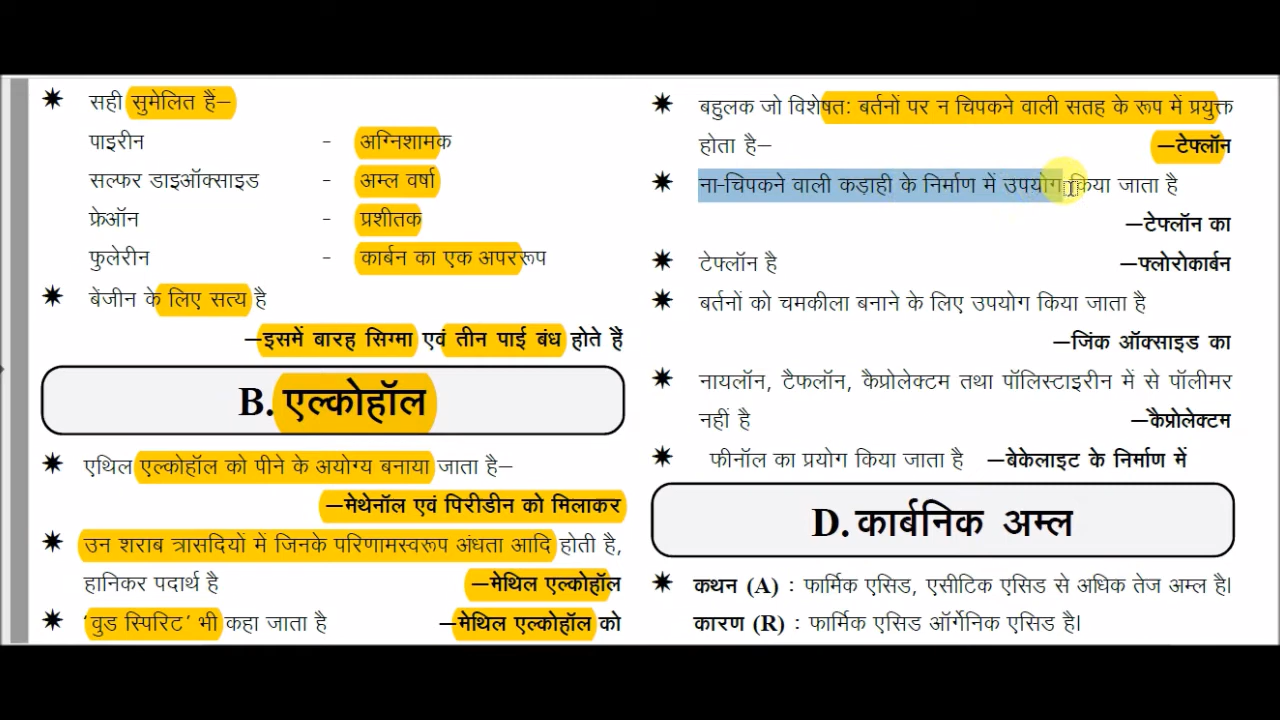 सही सुमेलित हैं–
पाइरीन - अग्निशामक
सल्फर डाइऑक्साइड - अम्ल वर्षा
फ्रेऑन - प्रशीतक
फुलेरीन - कार्बन का एक अपररूप
बेंजीन के लिए सत्य है
–इसमें बारह सिग्मा एवं तीन पाई बंध होते हैं
B. एल्कोहॉल
एथिल एल्कोहॉल को पीने के अयोग्य बनाया जाता है–
–मेथेनॉल एवं पिरीडीन को मिलाकर
उन शराब त्रासदियों में जिनके परिणामस्वरूप अंधता आदि होती है,
हानिकर पदार्थ है –मेथिल एल्कोहॉल
'वुड स्पिरिट' भी कहा जाता है –मेथिल एल्कोहॉल को
बहुलक जो विशेषतः बर्तनों पर न चिपकने वाली सतह के रूप में प्रयुक्त
होता है– –टेफ्लॉन
ना-चिपकने वाली कड़ाही के निर्माण में उपयोग किया जाता है
–टेफ्लॉन का
टेफ्लॉन है –फ्लोरोकार्बन
बर्तनों को चमकीला बनाने के लिए उपयोग किया जाता है
–जिंक ऑक्साइड का
नायलॉन, टैफलॉन, कैप्रोलेक्टम तथा पॉलिस्टाइरीन में से पॉलीमर
नहीं है –कैप्रोलेक्टम
फीनॉल का प्रयोग किया जाता है –बेकेलाइट के निर्माण में
D. कार्बनिक अम्ल
कथन (A) : फार्मिक एसिड, एसीटिक एसिड से अधिक तेज अम्ल है।
कारण (R) : फार्मिक एसिड ऑर्गेनिक एसिड है।